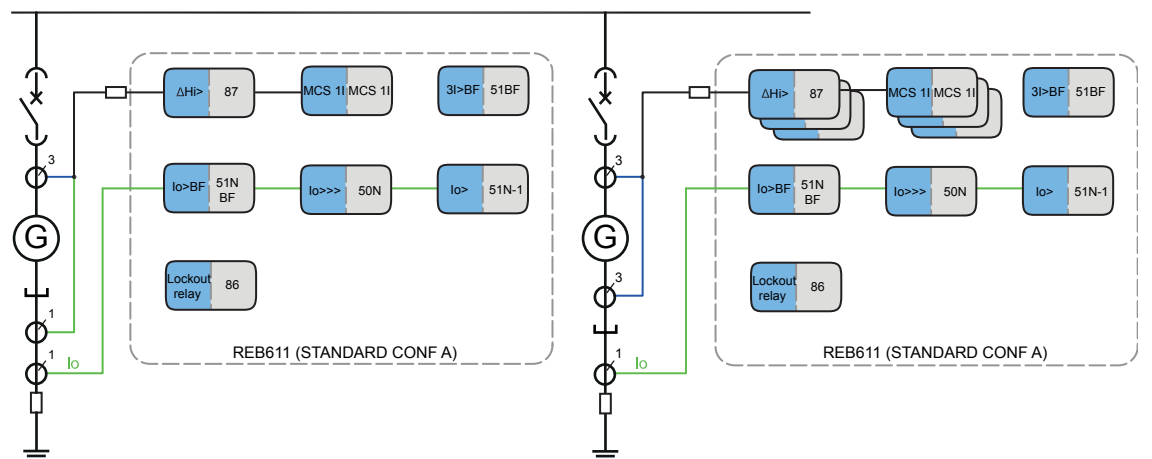 ΔHi> 87
MCS 1I MCS 1I
3I>BF 51BF
3
Io>BF 51N
BF
Io>>> 50N
Io> 51N-1
G
Lockout
relay 86
1
1
Io
REB611 (STANDARD CONF A)
ΔHi> 87
MCS 1I MCS 1I
3I>BF 51BF
3
Io>BF 51N
BF
Io>>> 50N
Io> 51N-1
G
Lockout
relay 86
3
1
Io
REB611 (STANDARD CONF A)